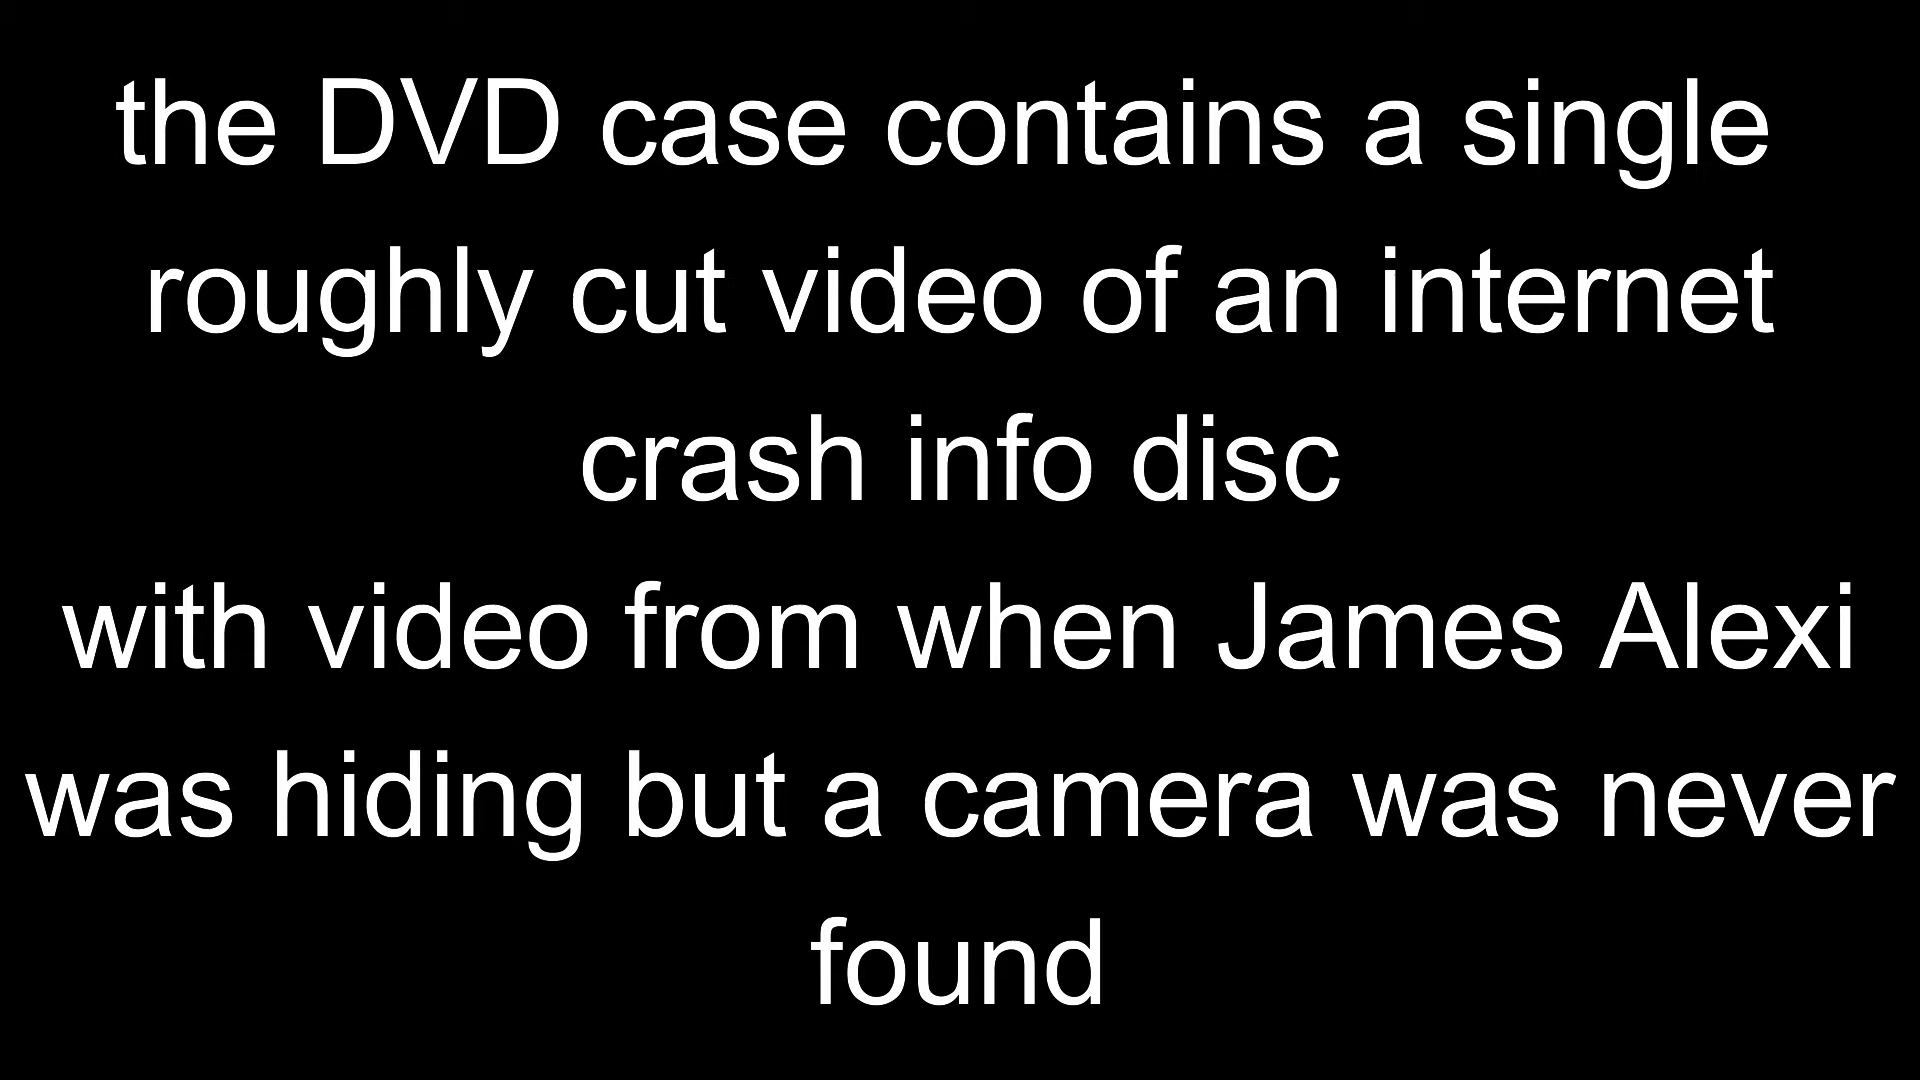 the DVD case contains a single
roughly cut video of an internet
crash info disc
with video from when James Alexi
was hiding but a camera was never
found